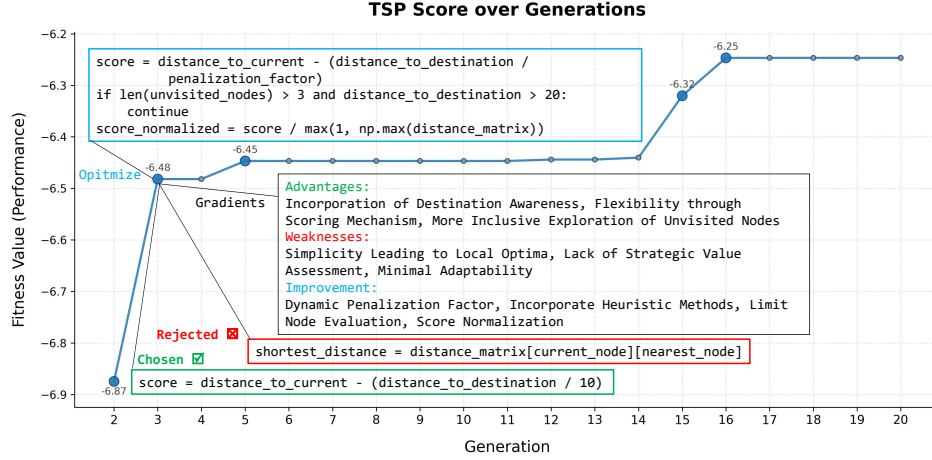 TSP Score over Generations
Fitness Value (Performance)
−6.2
−6.3
−6.4
−6.5
−6.6
−6.7
−6.8
−6.9
score = distance_to_current - (distance_to_destination /
penalization_factor)
if len(unvisited_nodes) > 3 and distance_to_destination > 20:
continue
score_normalized = score / max(1, np.max(distance_matrix))
-6.87
-6.48
-6.45
-6.32
-6.25
Opitmize
Gradients
Advantages:
Incorporation of Destination Awareness, Flexibility through
Scoring Mechanism, More Inclusive Exploration of Unvisited Nodes
Weaknesses:
Simplicity Leading to Local Optima, Lack of Strategic Value
Assessment, Minimal Adaptability
Improvement:
Dynamic Penalization Factor, Incorporate Heuristic Methods, Limit
Node Evaluation, Score Normalization
Rejected
shortest_distance = distance_matrix[current_node][nearest_node]
Chosen
score = distance_to_current - (distance_to_destination / 10)
2 3 4 5 6 7 8 9 10 11 12 13 14 15 16 17 18 19 20
Generation